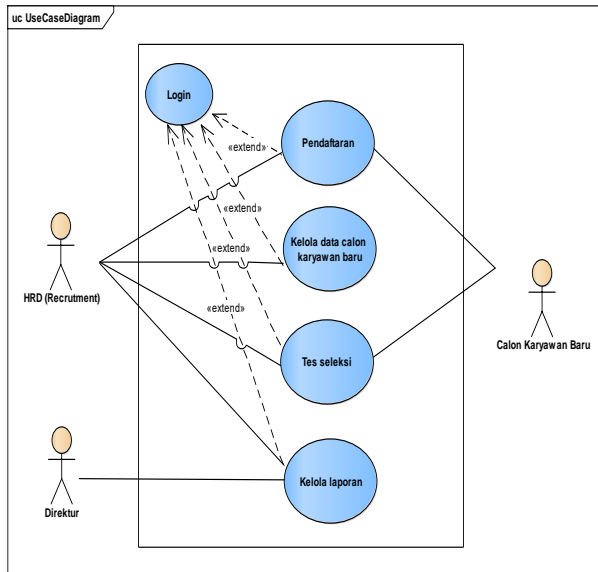 uc UseCaseDiagram
Login
«extend»
Pendaftaran
«extend»
Kelola data calon
karyawan baru
«extend»
HRD (Recrutment)
«extend»
Calon Karyawan Baru
Tes seleksi
Kelola laporan
Direktur